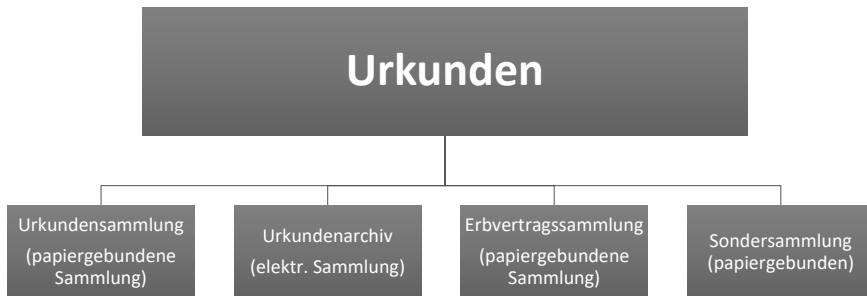 Urkunden
Urkundensammlung
(papiergebundene
Sammlung)
Urkundenarchiv
(elektr. Sammlung)
Erbvertragssammlung
(papiergebundene
Sammlung)
Sondersammlung
(papiergebunden)